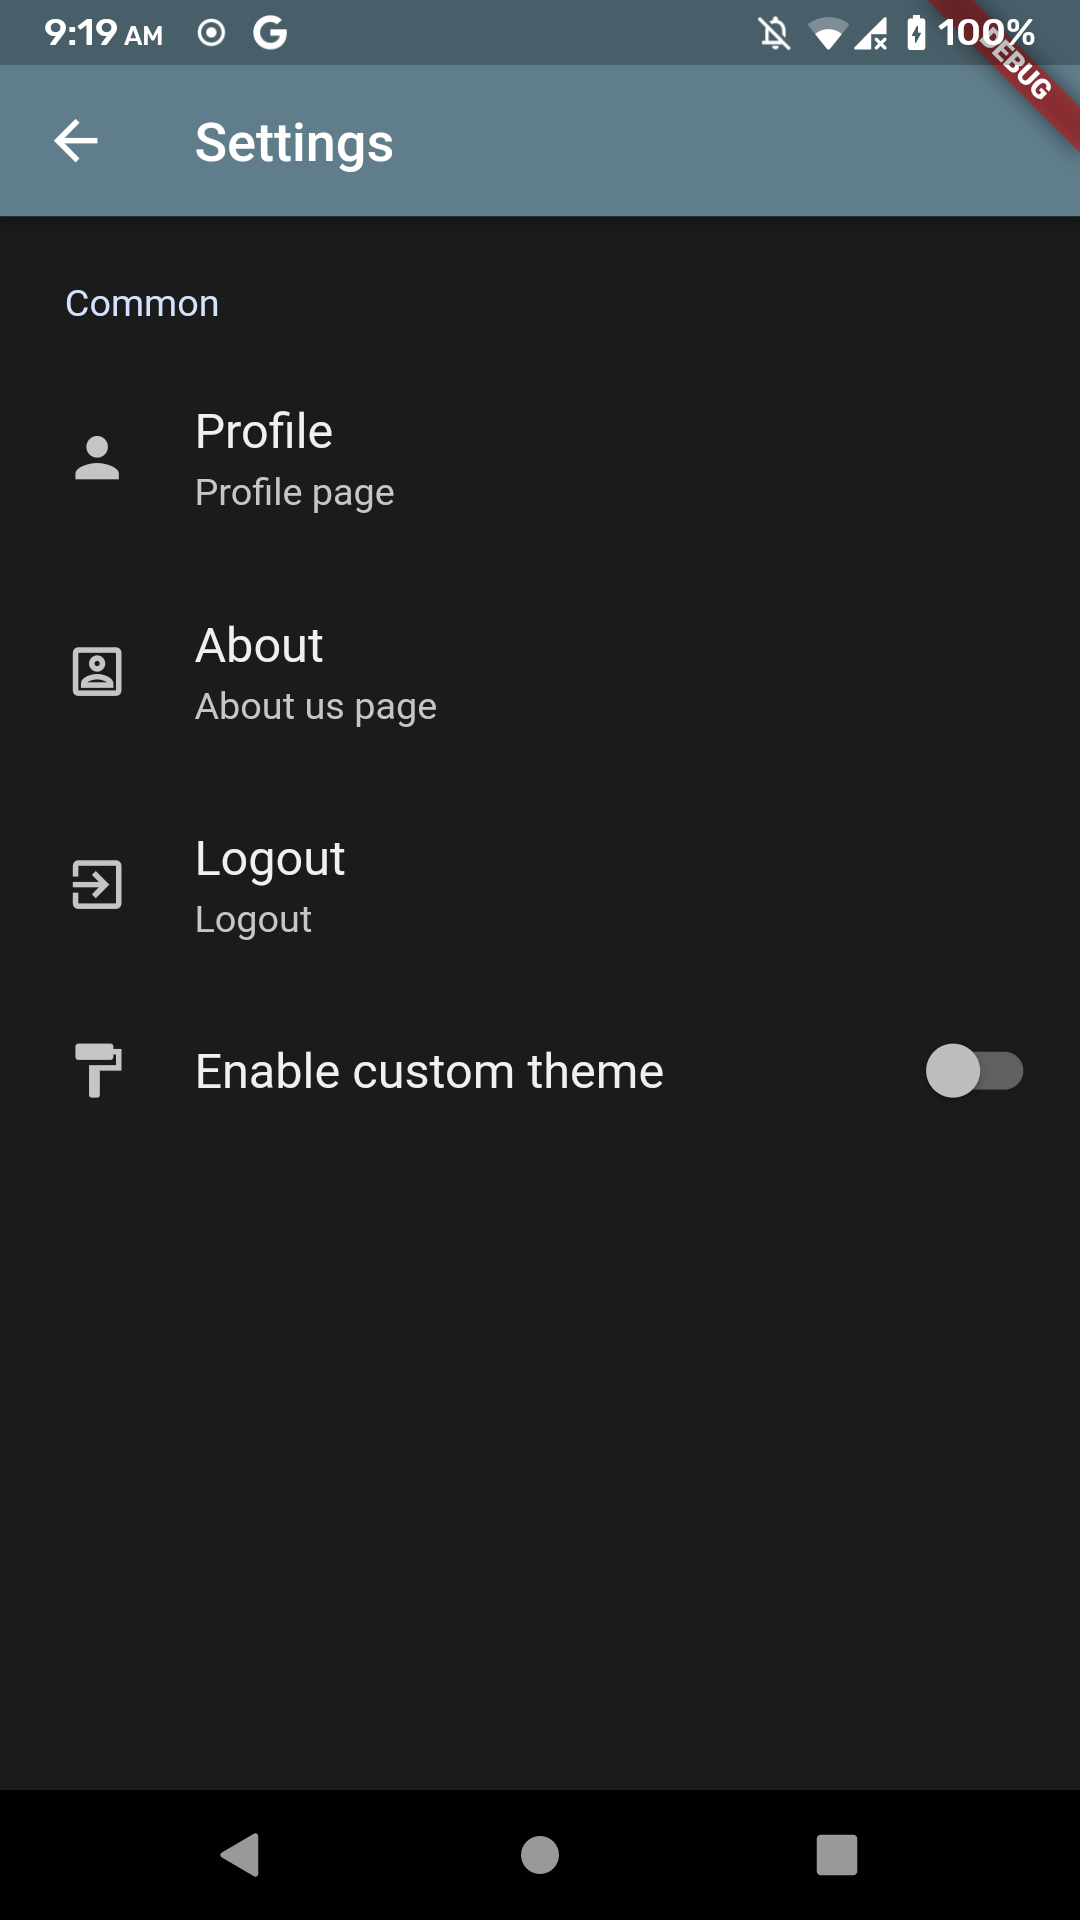 9:19 AM
100%
DEBUG
Settings
Common
Profile
Profile page
About
About us page
Logout
Logout
Enable custom theme